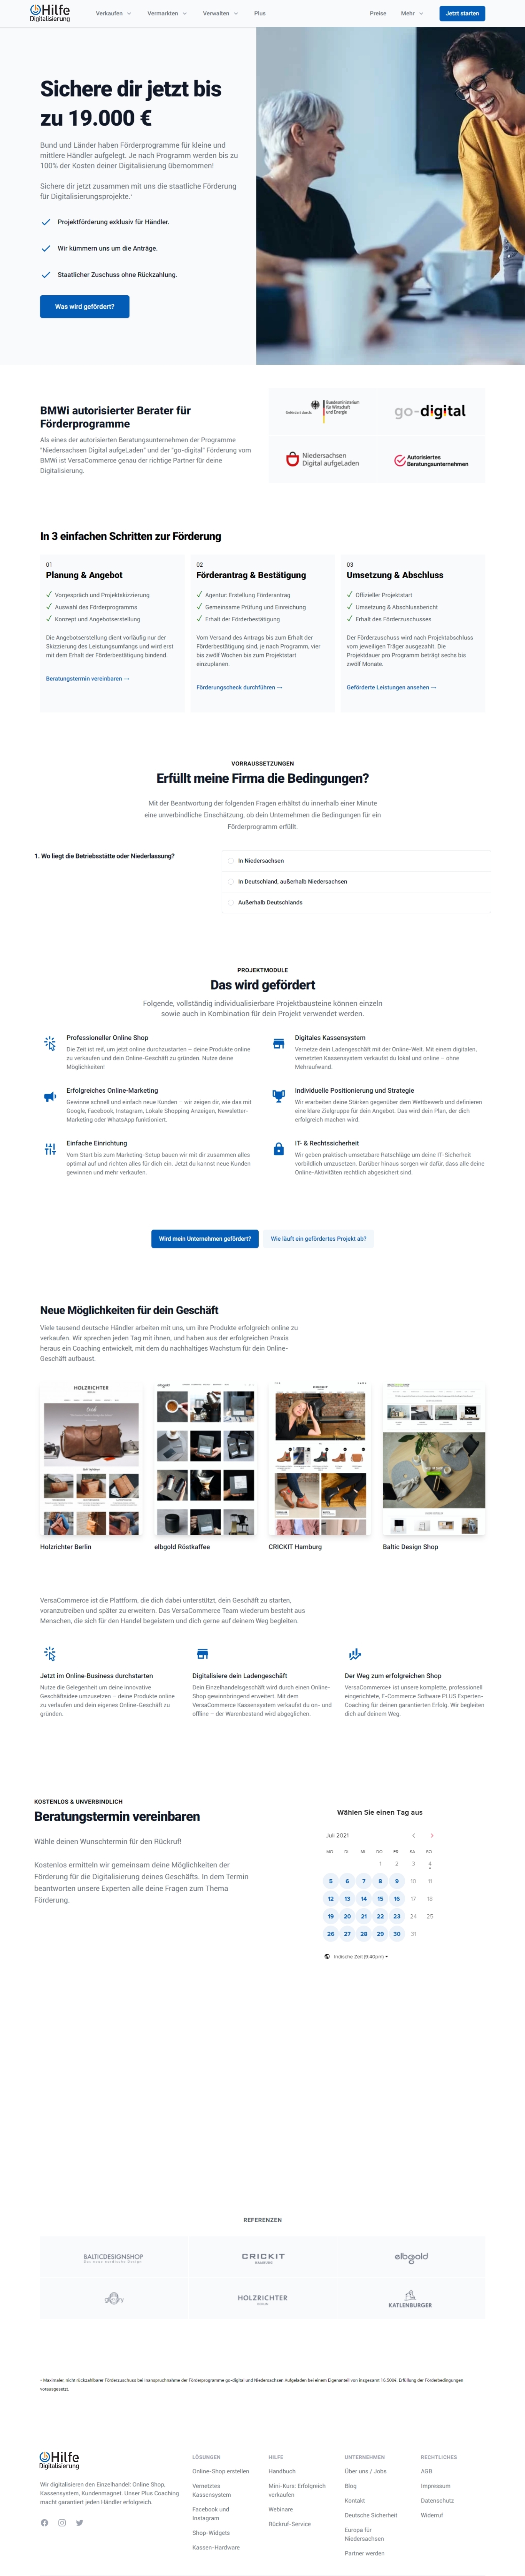 Hilfe
Digitalisierung
Verkaufen
Vermarkten
Verwalten
Plus
Preise
Mehr
Jetzt starten
Sichere dir jetzt bis
zu 19.000 €
Bund und Länder haben Förderprogramme für kleine und
mittlere Händler aufgelegt. Je nach Programm werden bis zu
100% der Kosten deiner Digitalisierung übernommen!
Sichere dir jetzt zusammen mit uns die staatliche Förderung
für Digitalisierungsprojekte.*
Projektförderung exklusiv für Händler.
Wir kümmern uns um die Anträge.
Staatlicher Zuschuss ohne Rückzahlung.
Was wird gefördert?
BMWi autorisierter Berater für
Förderprogramme
Als eines der autorisierten Beratungsunternehmen der Programme
"Niedersachsen Digital aufgeLaden" und der "go-digital" Förderung vom
BMWi ist VersaCommerce genau der richtige Partner für deine
Digitalisierung.
Gefördert durch:
Bundesministerium
für Wirtschaft
und Energie
go-digital
Niedersachsen
Digital aufgeLaden
Autorisiertes
Beratungsunternehmen
In 3 einfachen Schritten zur Förderung
01
Planung & Angebot
Vorgespräch und Projektskizzierung
Auswahl des Förderprogramms
Konzept und Angebotserstellung
Die Angebotserstellung dient vorläufig nur der
Skizzierung des Leistungsumfangs und wird erst
mit dem Erhalt der Förderbestätigung bindend.
Beratungstermin vereinbaren →
02
Förderantrag & Bestätigung
Agentur: Erstellung Förderantrag
Gemeinsame Prüfung und Einreichung
Erhalt der Förderbestätigung
Vom Versand des Antrags bis zum Erhalt der
Förderbestätigung sind, je nach Programm, vier
bis zwölf Wochen bis zum Projektstart
einzuplanen.
Förderungscheck durchführen →
03
Umsetzung & Abschluss
Offizieller Projektstart
Umsetzung & Abschlussbericht
Erhalt des Förderzuschusses
Der Förderzuschuss wird nach Projektabschluss
vom jeweiligen Träger ausgezahlt. Die
Projektdauer pro Programm beträgt sechs bis
zwölf Monate.
Geförderte Leistungen ansehen →
VORRAUSSETZUNGEN
Erfüllt meine Firma die Bedingungen?
Mit der Beantwortung der folgenden Fragen erhältst du innerhalb einer Minute
eine unverbindliche Einschätzung, ob dein Unternehmen die Bedingungen für ein
Förderprogramm erfüllt.
1. Wo liegt die Betriebsstätte oder Niederlassung?
In Niedersachsen
In Deutschland, außerhalb Niedersachsen
Außerhalb Deutschlands
PROJEKTMODULE
Das wird gefördert
Folgende, vollständig individualisierbare Projektbausteine können einzeln
sowie auch in Kombination für dein Projekt verwendet werden.
Professioneller Online Shop
Die Zeit ist reif, um jetzt online durchzustarten – deine Produkte online
zu verkaufen und dein Online-Geschäft zu gründen. Nutze deine
Möglichkeiten!
Digitales Kassensystem
Vernetze dein Ladengeschäft mit der Online-Welt. Mit einem digitalen,
vernetzten Kassensystem verkaufst du lokal und online – ohne
Mehraufwand.
Erfolgreiches Online-Marketing
Gewinne schnell und einfach neue Kunden – wir zeigen dir, wie das mit
Google, Facebook, Instagram, Lokale Shopping Anzeigen, Newsletter-
Marketing oder WhatsApp funktioniert.
Individuelle Positionierung und Strategie
Wir erarbeiten deine Stärken gegenüber dem Wettbewerb und definieren
eine klare Zielgruppe für dein Angebot. Das wird dein Plan, der dich
erfolgreich machen wird.
Einfache Einrichtung
Vom Start bis zum Marketing-Setup bauen wir mit dir zusammen alles
optimal auf und richten alles für dich ein. Jetzt du kannst neue Kunden
gewinnen und mehr verkaufen.
IT- & Rechtssicherheit
Wir geben praktisch umsetzbare Ratschläge um deine IT-Sicherheit
vorbildlich umzusetzen. Darüber hinaus sorgen wir dafür, dass alle deine
Online-Aktivitäten rechtlich abgesichert sind.
Wird mein Unternehmen gefördert?
Wie läuft ein gefördertes Projekt ab?
Neue Möglichkeiten für dein Geschäft
Viele tausend deutsche Händler arbeiten mit uns, um ihre Produkte erfolgreich online zu
verkaufen. Wir sprechen jeden Tag mit ihnen, und haben aus der erfolgreichen Praxis
heraus ein Coaching entwickelt, mit dem du nachhaltiges Wachstum für dein Online-
Geschäft aufbaust.
HOLZRICHTER
elbgold
CRICKIT
Holzrichter Berlin
elbgold Röstkaffee
CRICKIT Hamburg
Baltic Design Shop
VersaCommerce ist die Plattform, die dich dabei unterstützt, dein Geschäft zu starten,
voranzutreiben und später zu erweitern. Das VersaCommerce Team wiederum besteht aus
Menschen, die sich für den Handel begeistern und dich gerne auf deinem Weg begleiten.
Jetzt im Online-Business durchstarten
Nutze die Gelegenheit um deine innovative
Geschäftsidee umzusetzen – deine Produkte online
zu verkaufen und dein eigenes Online-Geschäft zu
gründen.
Digitalisiere dein Ladengeschäft
Dein Einzelhandelsgeschäft wird durch einen Online-
Shop gewinnbringend erweitert. Mit dem
VersaCommerce Kassensystem verkaufst du on- und
offline – der Warenbestand wird abgeglichen.
Der Weg zum erfolgreichen Shop
VersaCommerce+ ist unsere komplette, professionell
eingerichtete, E-Commerce Software PLUS Experten-
Coaching für deinen garantierten Erfolg. Wir begleiten
dich auf deinem Weg.
KOSTENLOS & UNVERBINDLICH
Beratungstermin vereinbaren
Wähle deinen Wunschtermin für den Rückruf!
Kostenlos ermitteln wir gemeinsam deine Möglichkeiten der
Förderung für die Digitalisierung deines Geschäfts. In dem Termin
beantworten unsere Experten alle deine Fragen zum Thema
Förderung.
Wählen Sie einen Tag aus
Juli 2021
MO. DI. MI. DO. FR. SA. SO.
1 2 3 4
5 6 7 8 9 10 11
12 13 14 15 16 17 18
19 20 21 22 23 24 25
26 27 28 29 30 31
Indische Zeit (9:40pm)
REFERENZEN
BALTICDESIGNSHOP
CRICKIT
elbgold
HOLZRICHTER
BERLIN
KATLENBURGER
* Maximaler, nicht rückzahlbarer Förderzuschuss bei Inanspruchnahme der Förderprogramme go-digital und Niedersachsen Aufgeladen bei einem Eigenanteil von insgesamt 16.500€. Erfüllung der Förderbedingungen
vorausgesetzt.
Hilfe
Digitalisierung
Wir digitalisieren den Einzelhandel: Online Shop,
Kassensystem, Kundenmagnet. Unser Plus Coaching
macht garantiert jeden Händler erfolgreich.
LÖSUNGEN
Online-Shop erstellen
Vernetztes
Kassensystem
Facebook und
Instagram
Shop-Widgets
Kassen-Hardware
HILFE
Handbuch
Mini-Kurs: Erfolgreich
verkaufen
Webinare
Rückruf-Service
UNTERNEHMEN
Über uns / Jobs
Blog
Kontakt
Deutsche Sicherheit
Europa für
Niedersachsen
Partner werden
RECHTLICHES
AGB
Impressum
Datenschutz
Widerruf